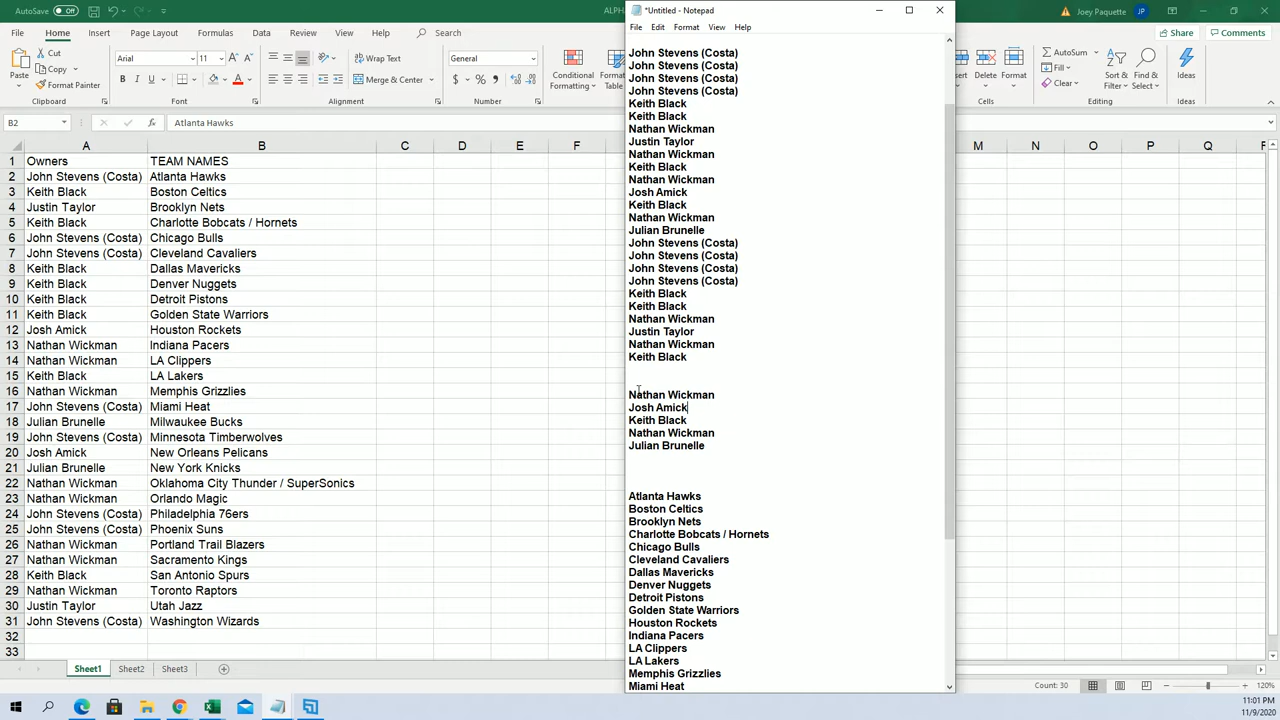 AutoSave Off
ALPHA
Joey Paquette
JP
File Home Insert Page Layout Formulas Data Review View Help Search
Share Comments
Cut
Copy
Format Painter
Paste
Clipboard
Arial 11
B I U
Font
Merge & Center
Alignment
General
$ % ,
Number
Conditional Formatting
Format Table
Insert Delete Format
Cells
AutoSum
Fill
Clear
Sort & Filter
Find & Select
Editing
Ideas
Ideas
B2 fx Atlanta Hawks
A B C D E F M N O P Q R
1 Owners TEAM NAMES
2 John Stevens (Costa) Atlanta Hawks
3 Keith Black Boston Celtics
4 Justin Taylor Brooklyn Nets
5 Keith Black Charlotte Bobcats / Hornets
6 John Stevens (Costa) Chicago Bulls
7 John Stevens (Costa) Cleveland Cavaliers
8 Keith Black Dallas Mavericks
9 Keith Black Denver Nuggets
10 Keith Black Detroit Pistons
11 Keith Black Golden State Warriors
12 Josh Amick Houston Rockets
13 Nathan Wickman Indiana Pacers
14 Nathan Wickman LA Clippers
15 Keith Black LA Lakers
16 Nathan Wickman Memphis Grizzlies
17 John Stevens (Costa) Miami Heat
18 Julian Brunelle Milwaukee Bucks
19 John Stevens (Costa) Minnesota Timberwolves
20 Josh Amick New Orleans Pelicans
21 Julian Brunelle New York Knicks
22 Nathan Wickman Oklahoma City Thunder / SuperSonics
23 Nathan Wickman Orlando Magic
24 John Stevens (Costa) Philadelphia 76ers
25 John Stevens (Costa) Phoenix Suns
26 Nathan Wickman Portland Trail Blazers
27 Nathan Wickman Sacramento Kings
28 Keith Black San Antonio Spurs
29 Nathan Wickman Toronto Raptors
30 Justin Taylor Utah Jazz
31 John Stevens (Costa) Washington Wizards
32
33
Sheet1 Sheet2 Sheet3
*Untitled - Notepad
File Edit Format View Help
John Stevens (Costa)
John Stevens (Costa)
John Stevens (Costa)
John Stevens (Costa)
Keith Black
Keith Black
Nathan Wickman
Justin Taylor
Nathan Wickman
Keith Black
Nathan Wickman
Josh Amick
Keith Black
Nathan Wickman
Julian Brunelle
John Stevens (Costa)
John Stevens (Costa)
John Stevens (Costa)
John Stevens (Costa)
Keith Black
Keith Black
Nathan Wickman
Justin Taylor
Nathan Wickman
Keith Black
Nathan Wickman
Josh Amick
Keith Black
Nathan Wickman
Julian Brunelle
Atlanta Hawks
Boston Celtics
Brooklyn Nets
Charlotte Bobcats / Hornets
Chicago Bulls
Cleveland Cavaliers
Dallas Mavericks
Denver Nuggets
Detroit Pistons
Golden State Warriors
Houston Rockets
Indiana Pacers
LA Clippers
LA Lakers
Memphis Grizzlies
Miami Heat
Count: 30
120%
11:01 PM
11/9/2020